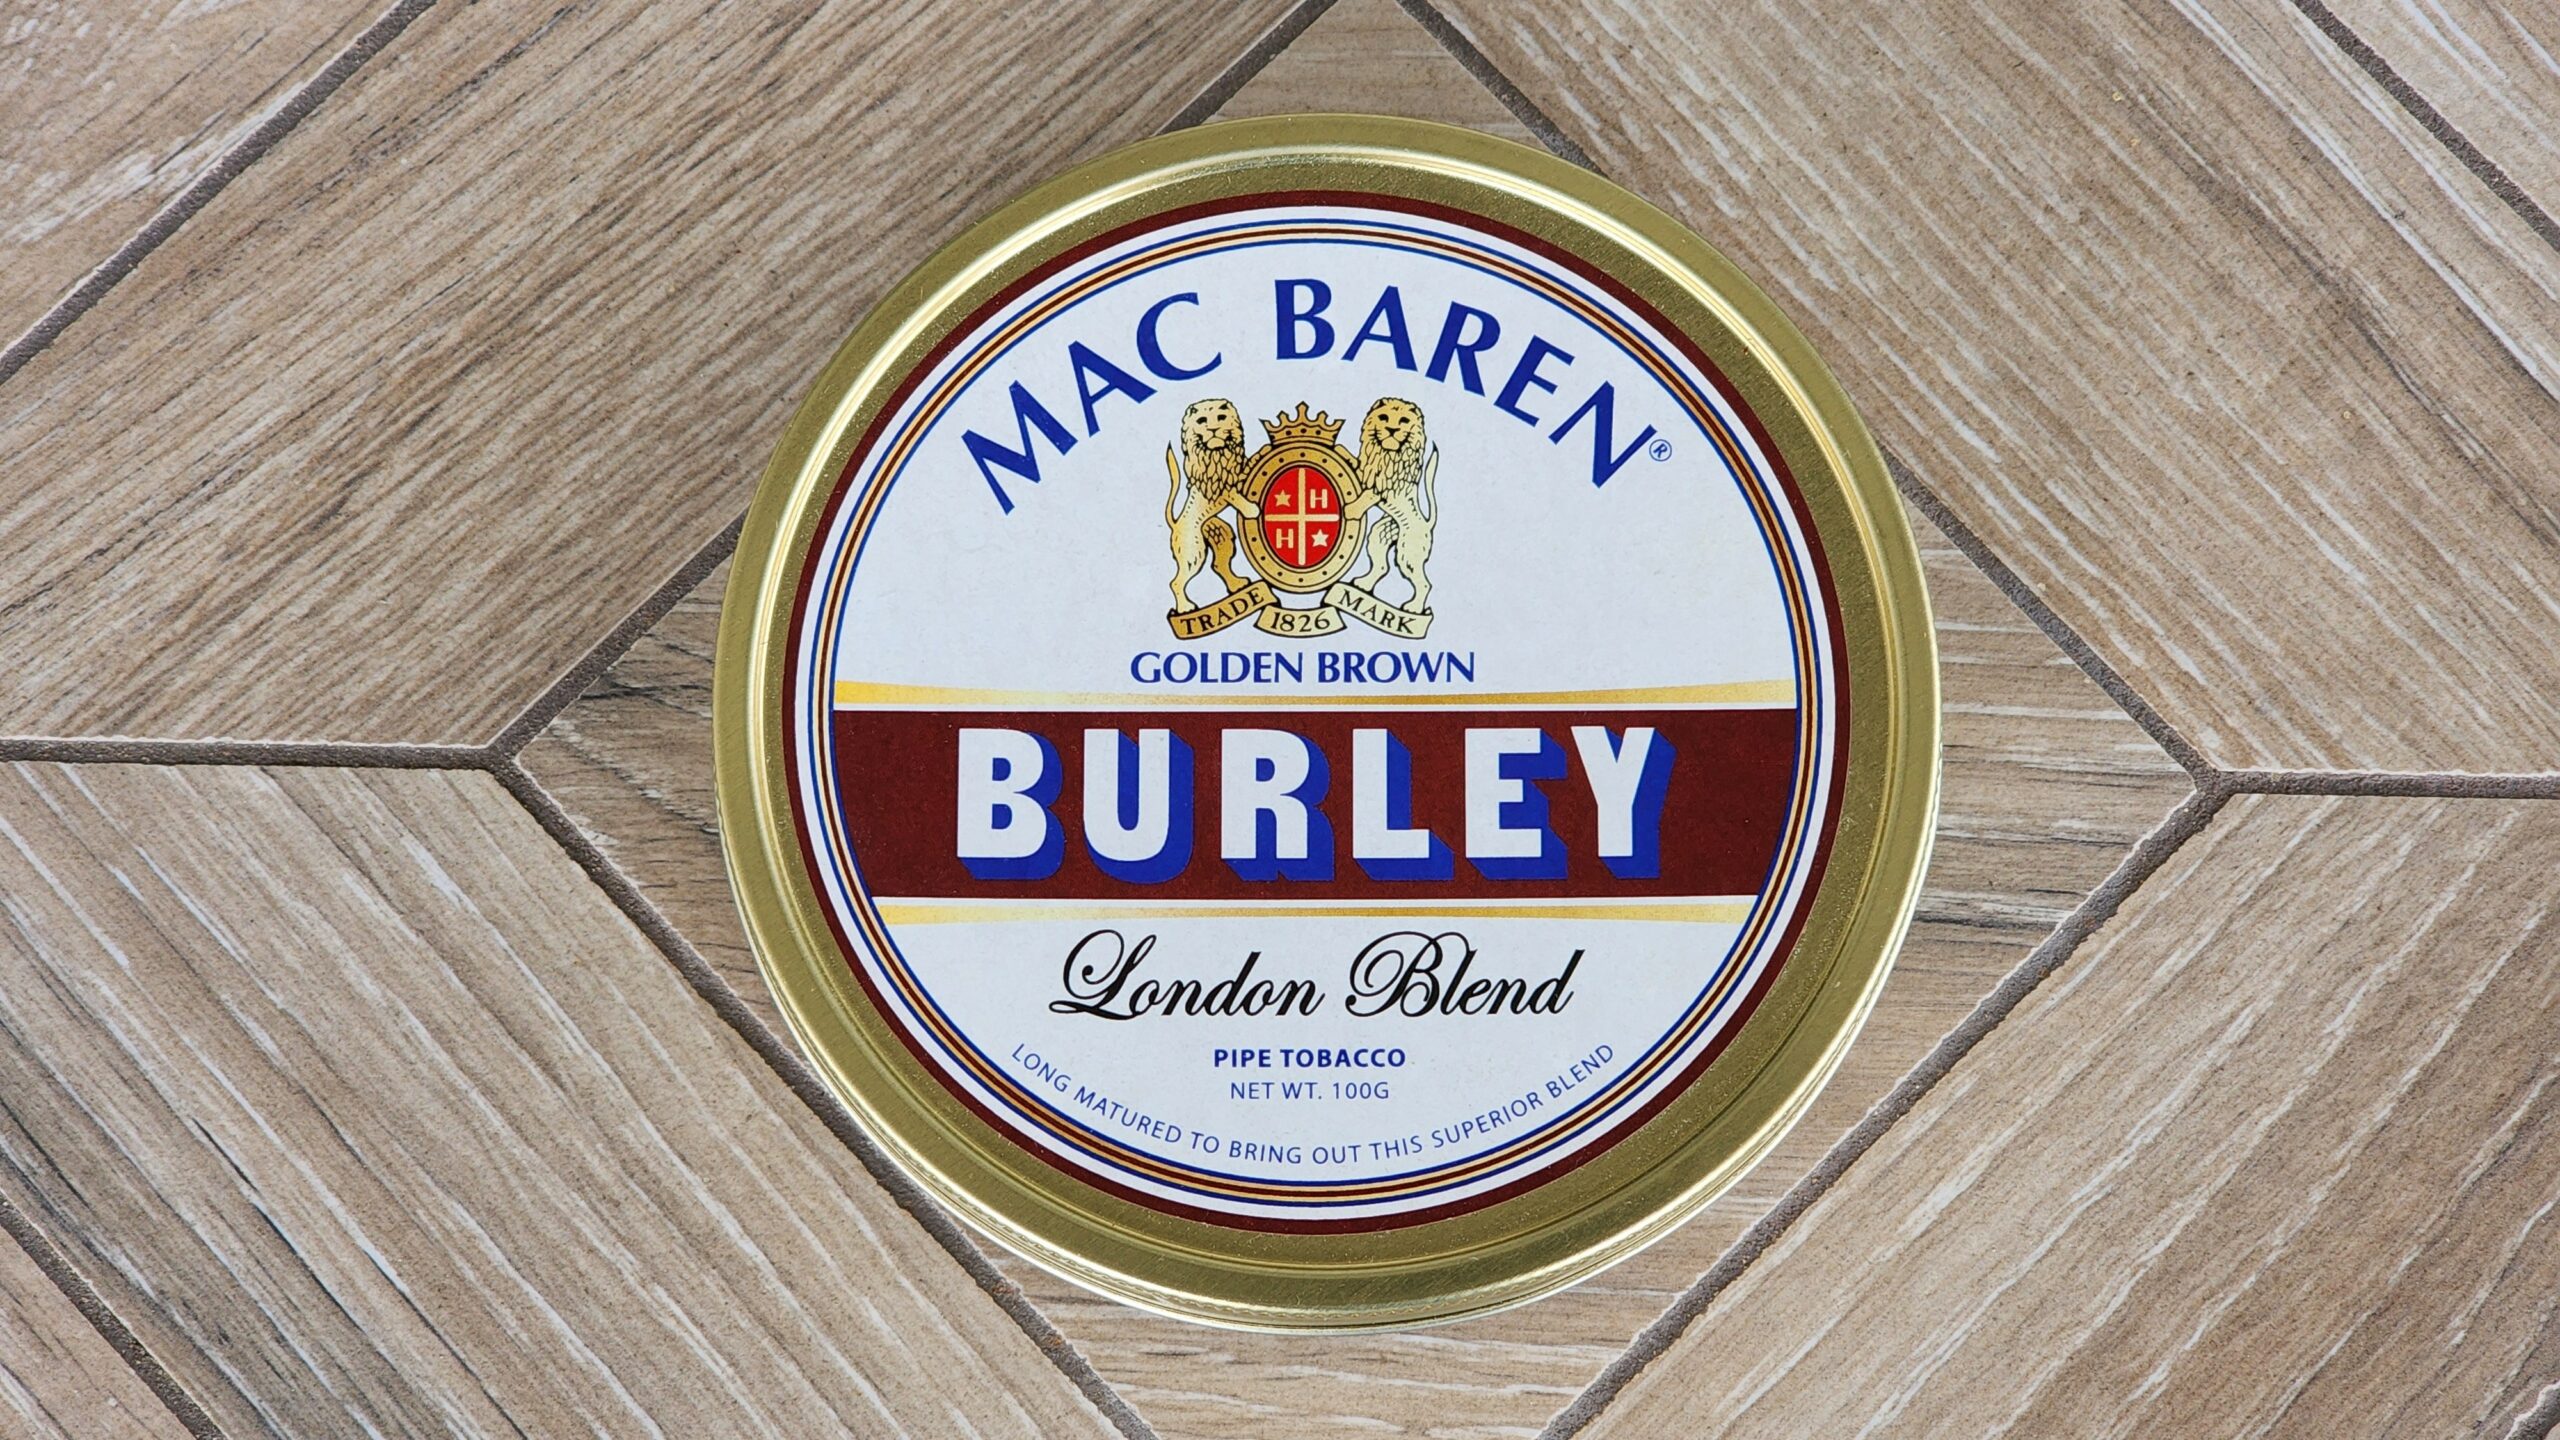 MAC BAREN®
H
H
TRADE 1826 MARK
GOLDEN BROWN
BURLEY
London Blend
PIPE TOBACCO
NET WT. 100G
LONG MATURED TO BRING OUT THIS SUPERIOR BLEND